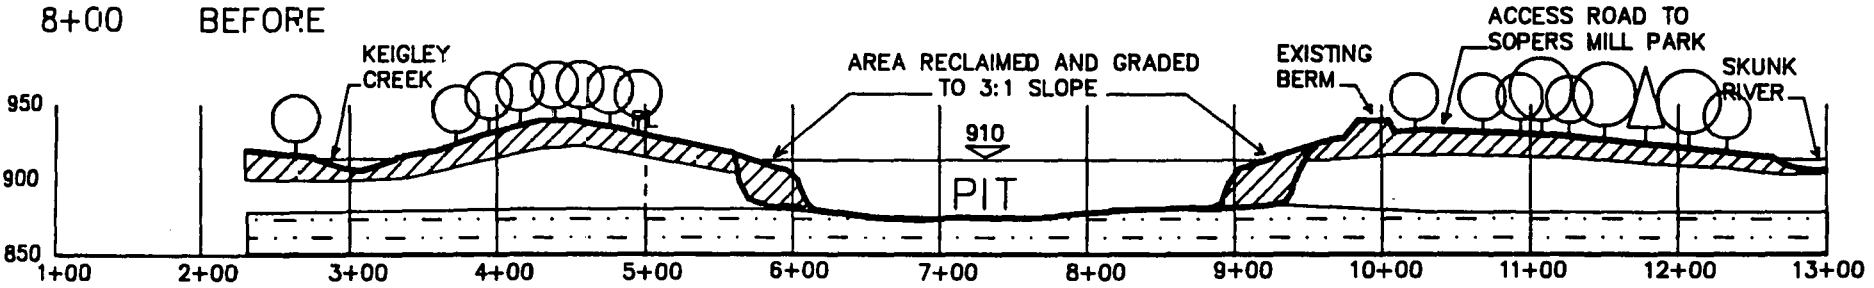 8+00 BEFORE
KEIGLEY
CREEK
AREA RECLAIMED AND GRADED
TO 3:1 SLOPE
EXISTING
BERM
ACCESS ROAD TO
SOPERS MILL PARK
SKUNK
RIVER
950
900
850
PL
910
PIT
1+00 2+00 3+00 4+00 5+00 6+00 7+00 8+00 9+00 10+00 11+00 12+00 13+00